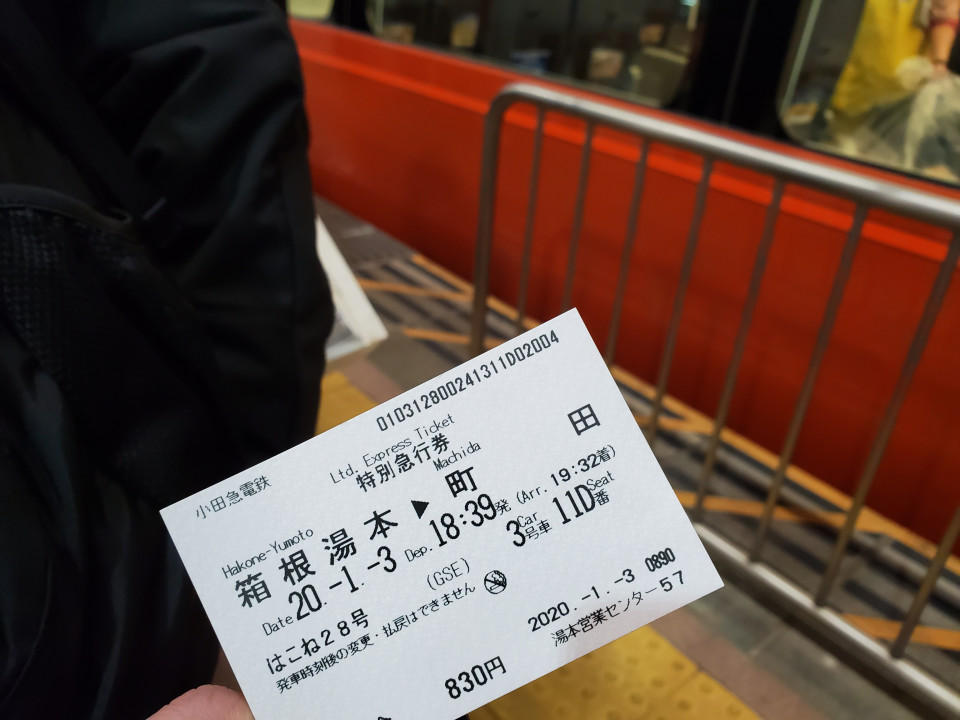 01031280024131 1D02004
小田急電鉄
Ltd. Express Ticket
特別急行券
Hakone-Yumoto Machida
箱根湯本 ▶ 町田
Date 20.-1.-3 Dep. 18:39発 (Arr. 19:32着)
はこね28号 (GSE) 3 Car 号車 11D Seat 番
発車時刻後の変更・払戻はできません
2020.-1.-3 0890
湯本営業センター57
830円